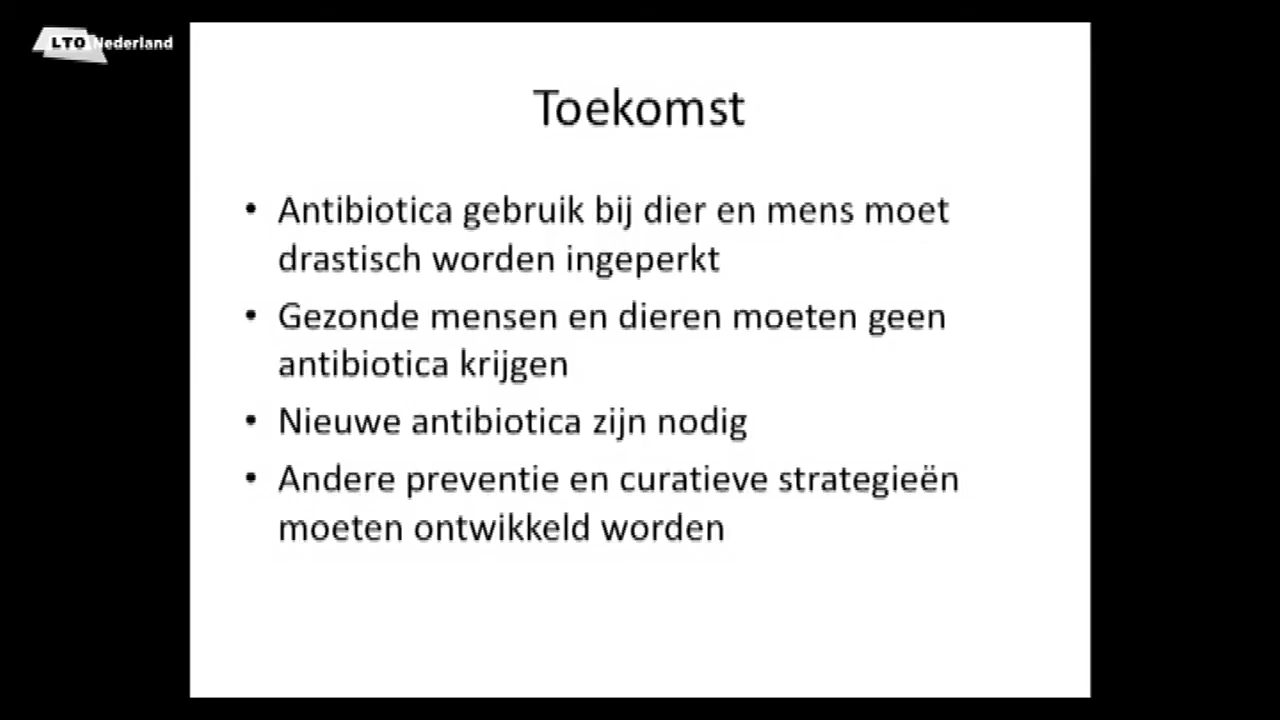 LTO Nederland
Toekomst
• Antibiotica gebruik bij dier en mens moet
drastisch worden ingeperkt
• Gezonde mensen en dieren moeten geen
antibiotica krijgen
• Nieuwe antibiotica zijn nodig
• Andere preventie en curatieve strategieën
moeten ontwikkeld worden